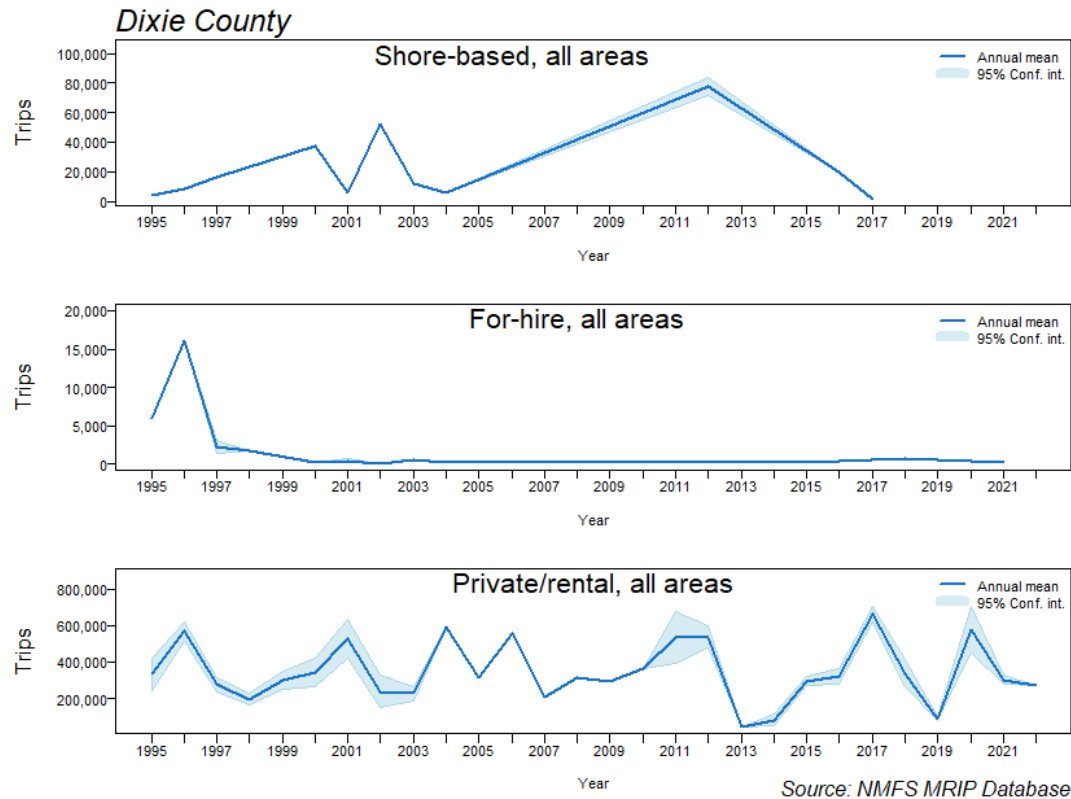 Dixie County
Shore-based, all areas
Annual mean
95% Conf. int.
Trips
100,000
80,000
60,000
40,000
20,000
0
1995 1997 1999 2001 2003 2005 2007 2009 2011 2013 2015 2017 2019 2021
Year
For-hire, all areas
Annual mean
95% Conf. int.
Trips
20,000
15,000
10,000
5,000
0
1995 1997 1999 2001 2003 2005 2007 2009 2011 2013 2015 2017 2019 2021
Year
Private/rental, all areas
Annual mean
95% Conf. int.
Trips
800,000
600,000
400,000
200,000
1995 1997 1999 2001 2003 2005 2007 2009 2011 2013 2015 2017 2019 2021
Year
Source: NMFS MRIP Database